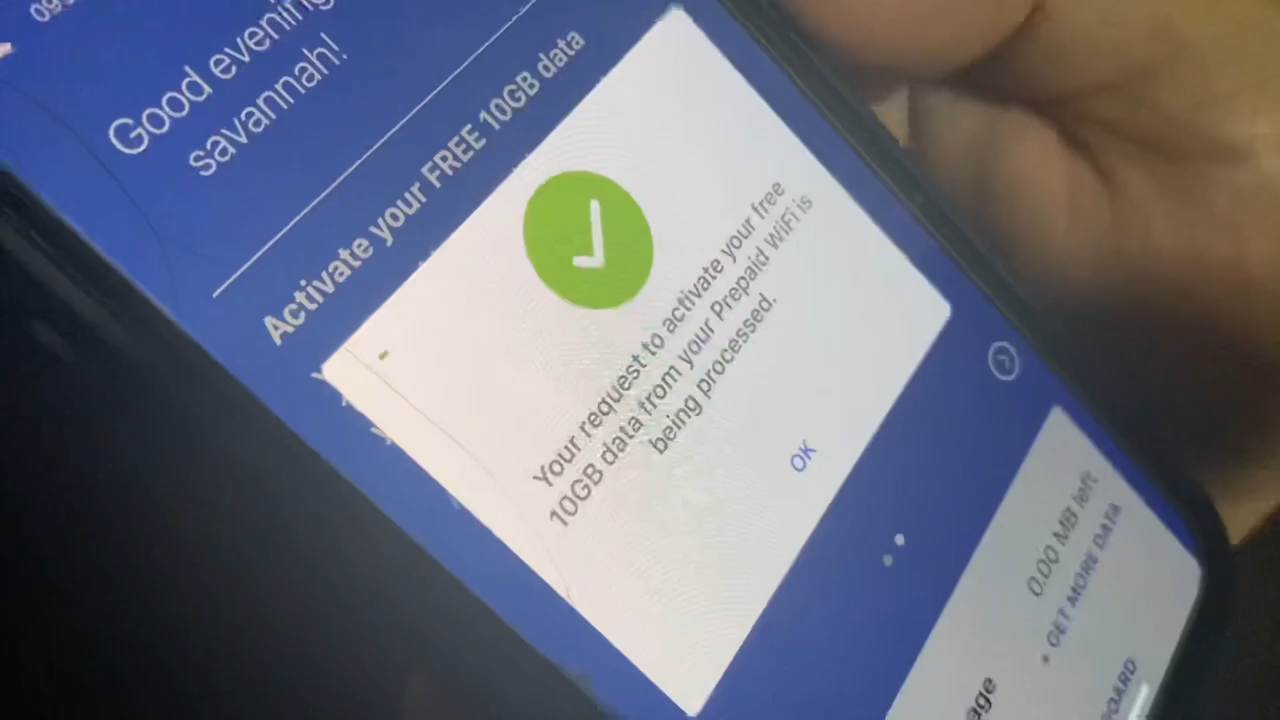 Good evening
savannah!
Activate your FREE 10GB data
Your request to activate your free
10GB data from your Prepaid WiFi is
being processed.
OK
0.00 MB left
GET MORE DATA